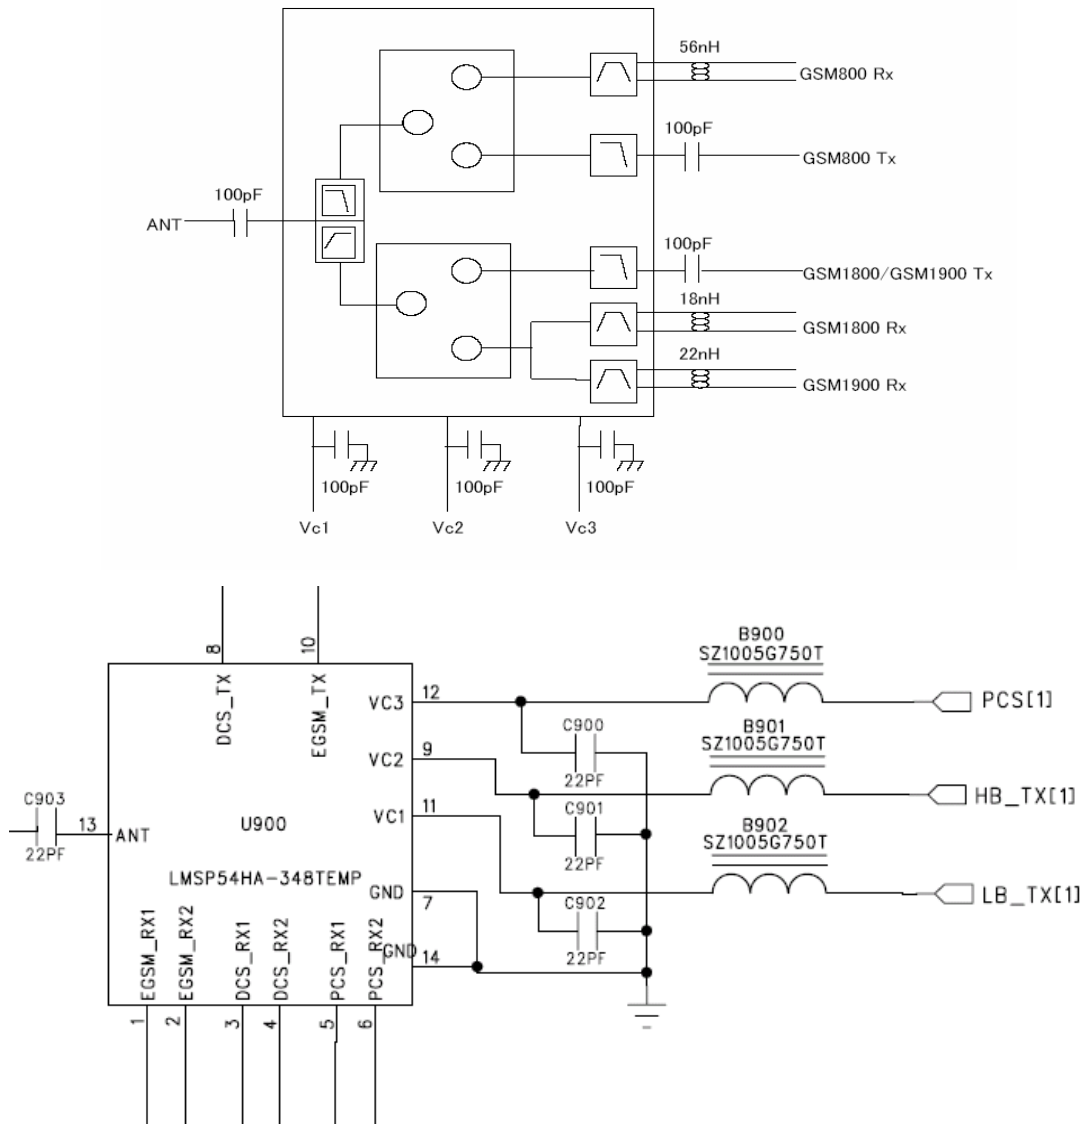 56nH
GSM800 Rx
100pF
GSM800 Tx
100pF
ANT
100pF
GSM1800/GSM1900 Tx
18nH
GSM1800 Rx
22nH
GSM1900 Rx
100pF
100pF
100pF
Vc1
Vc2
Vc3
8
10
DCS_TX
EGSM_TX
B900
SZ1005G750T
VC3
12
PCS[1]
C900
22PF
B901
SZ1005G750T
VC2
9
HB_TX[1]
C901
22PF
C903
22PF
13
ANT
U900
VC1
11
B902
SZ1005G750T
LMSP54HA-348TEMP
GND
7
C902
22PF
LB_TX[1]
GND
14
EGSM_RX1
EGSM_RX2
DCS_RX1
DCS_RX2
PCS_RX1
PCS_RX2
1
2
3
4
5
6